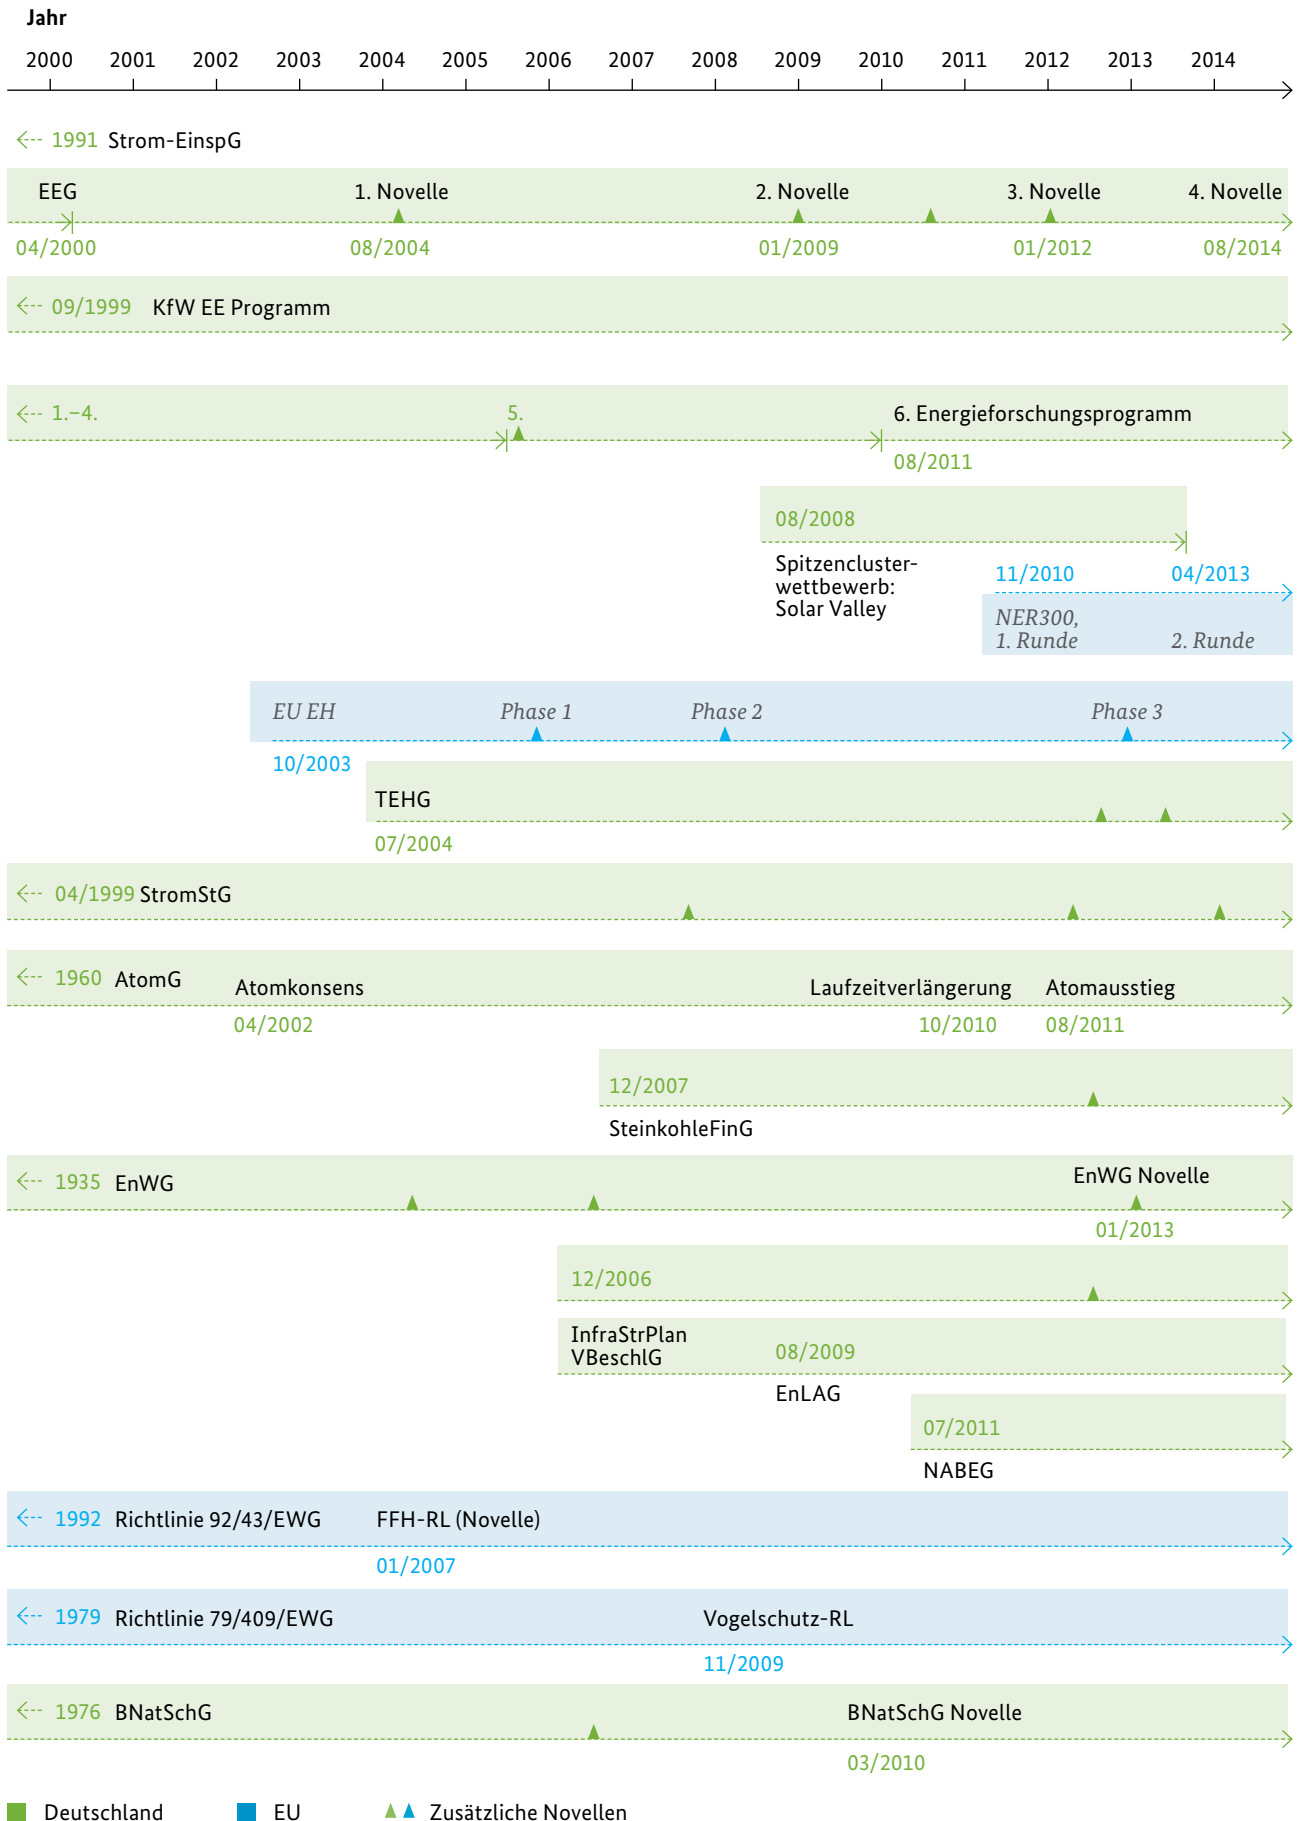 Jahr
2000 2001 2002 2003 2004 2005 2006 2007 2008 2009 2010 2011 2012 2013 2014
1991 Strom-EinspG
EEG 1. Novelle 2. Novelle 3. Novelle 4. Novelle
04/2000 08/2004 01/2009 01/2012 08/2014
09/1999 KfW EE Programm
1.–4. 5. 6. Energieforschungsprogramm
08/2011
08/2008
Spitzencluster-
wettbewerb:
Solar Valley
11/2010 04/2013
NER300,
1. Runde 2. Runde
EU EH Phase 1 Phase 2 Phase 3
10/2003
TEHG
07/2004
04/1999 StromStG
1960 AtomG Atomkonsens Laufzeitverlängerung Atomausstieg
04/2002 10/2010 08/2011
12/2007
SteinkohleFinG
1935 EnWG EnWG Novelle
01/2013
12/2006
InfraStrPlan
VBeschlG
08/2009
EnLAG
07/2011
NABEG
1992 Richtlinie 92/43/EWG FFH-RL (Novelle)
01/2007
1979 Richtlinie 79/409/EWG Vogelschutz-RL
11/2009
1976 BNatSchG BNatSchG Novelle
03/2010
Deutschland EU Zusätzliche Novellen